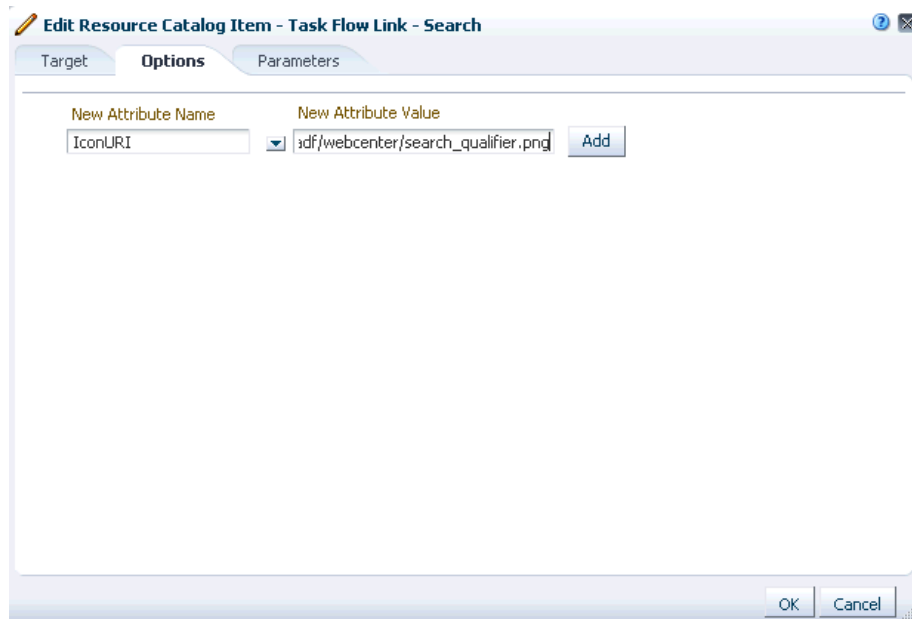 Edit Resource Catalog Item - Task Flow Link - Search
Target Options Parameters
New Attribute Name New Attribute Value
IconURI adf/webcenter/search_qualifier.png Add
OK Cancel